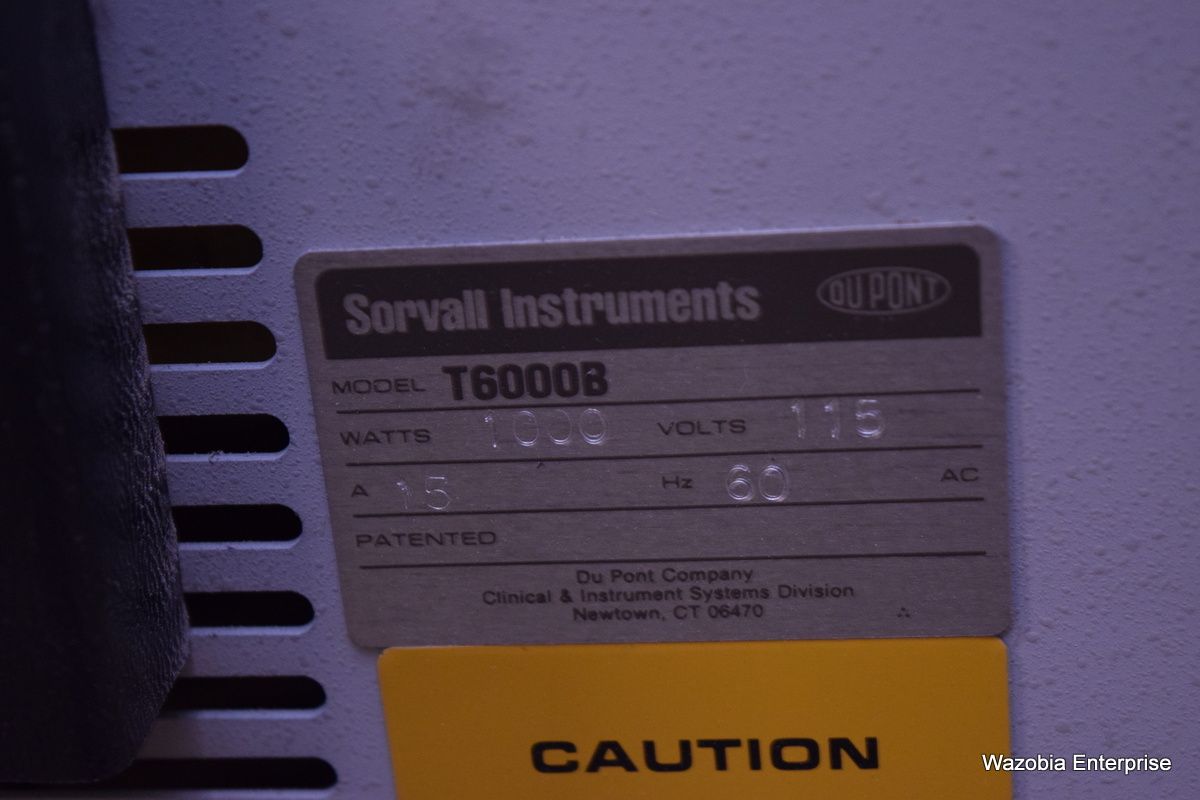 Sorvall Instruments DU PONT
MODEL T6000B
WATTS 1000 VOLTS 115
A 15 Hz 60 AC
PATENTED
Du Pont Company
Clinical & Instrument Systems Division
Newtown, CT 06470
CAUTION
Wazobia Enterprise